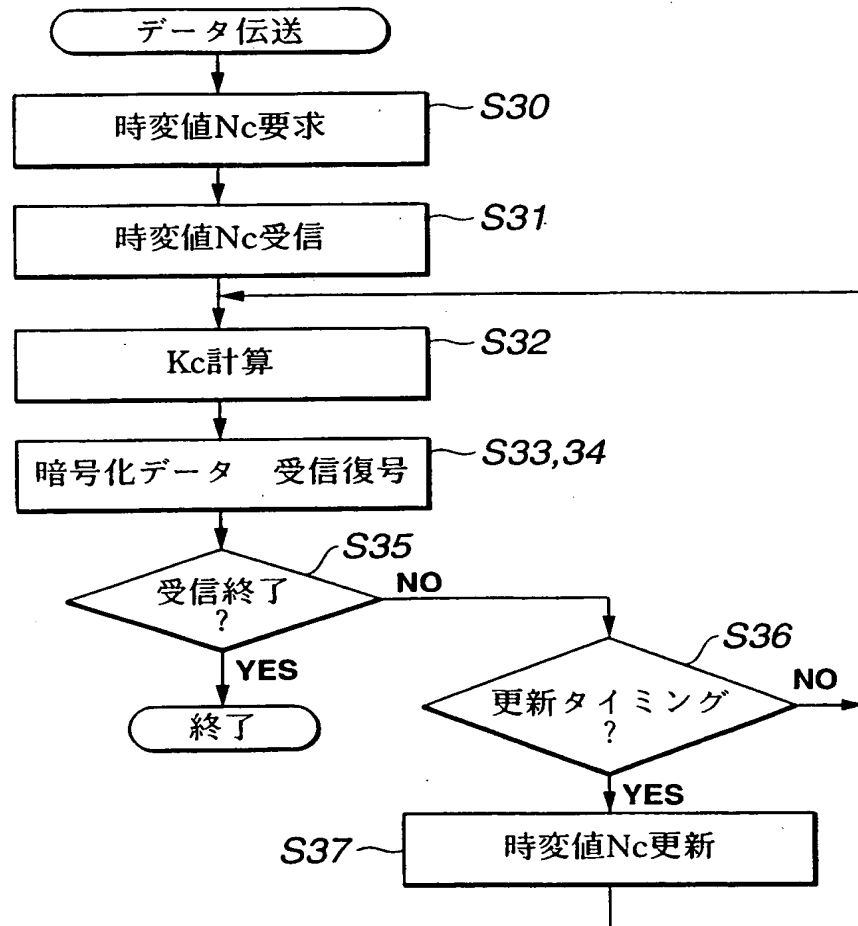 データ伝送
時変値Nc要求
S30
時変値Nc受信
S31
Kc計算
S32
暗号化データ 受信復号
S33,34
受信終了
?
S35
NO
YES
終了
更新タイミング
?
S36
NO
YES
時変値Nc更新
S37